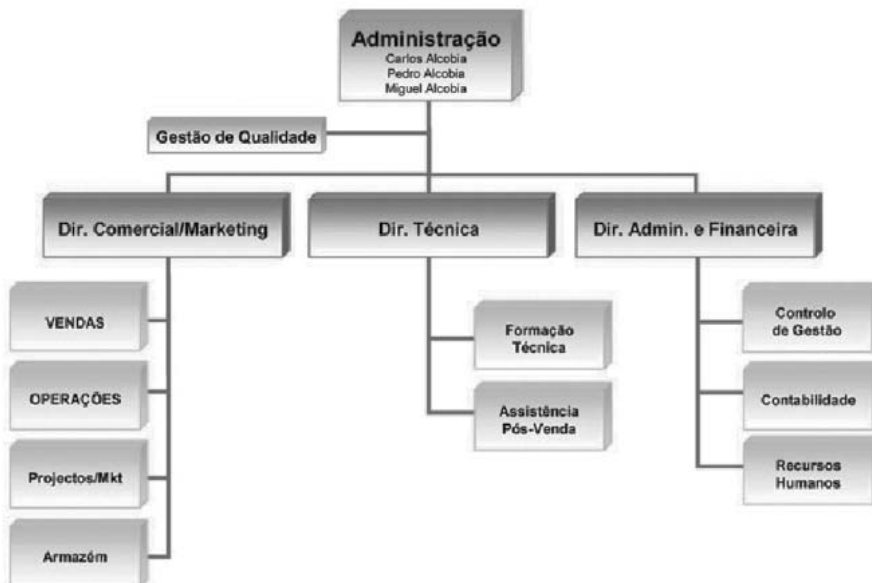 Administração
Carlos Alcobia
Pedro Alcobia
Miguel Alcobia
Gestão de Qualidade
Dir. Comercial/Marketing
Dir. Técnica
Dir. Admin. e Financeira
VENDAS
OPERAÇÕES
Projectos/Mkt
Armazém
Formação
Técnica
Assistência
Pós-Venda
Controlo
de Gestão
Contabilidade
Recursos
Humanos